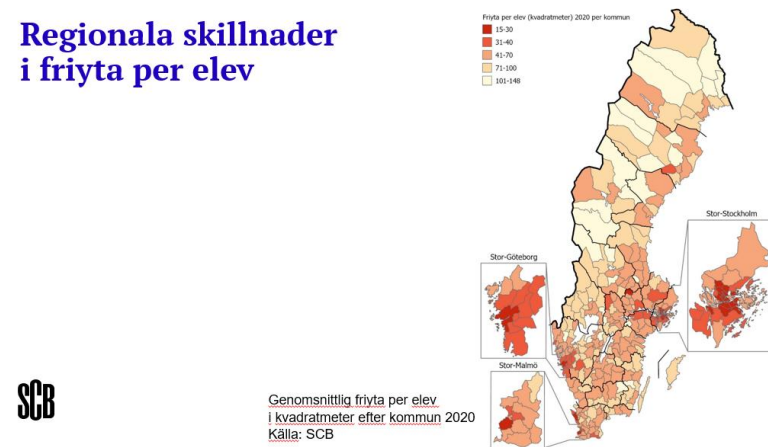 Regionala skillnader
i friyta per elev
Friyta per elev (kvadratmeter) 2020 per kommun
15-30
31-40
41-70
71-100
101-148
Stor-Stockholm
Stor-Göteborg
Stor-Malmö
SCB
Genomsnittlig friyta per elev
i kvadratmeter efter kommun 2020
Källa: SCB